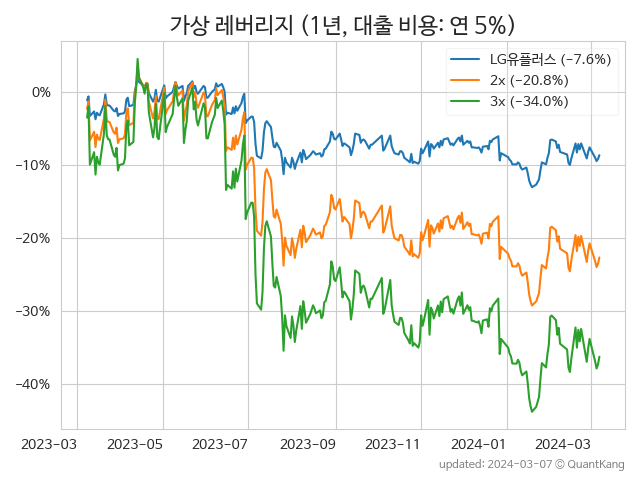 가상 레버리지 (1년, 대출 비용: 연 5%)
LG유플러스 (−7.6%)
2x (−20.8%)
3x (−34.0%)
0%
−10%
−20%
−30%
−40%
2023−03 2023−05 2023−07 2023−09 2023−11 2024−01 2024−03
updated: 2024-03-07 © QuantKang